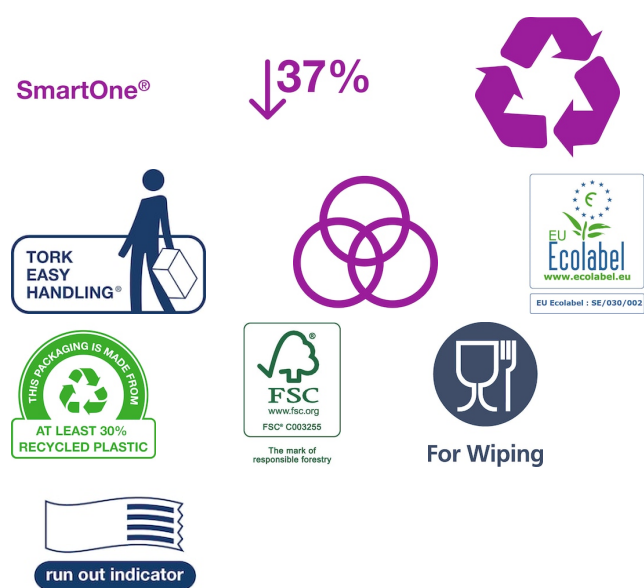 SmartOne®
37%
TORK
EASY
HANDLING®
EU
Ecolabel
www.ecolabel.eu
EU Ecolabel : SE/030/002
THIS PACKAGING IS MADE FROM
AT LEAST 30%
RECYCLED PLASTIC
®
FSC
www.fsc.org
FSC® C003255
The mark of
responsible forestry
For Wiping
run out indicator